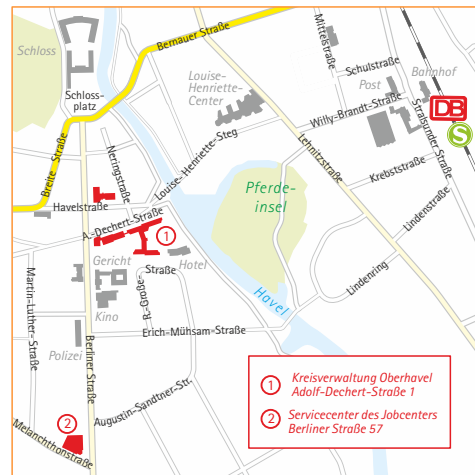 Bernauer Straße
Schloss
Schloss-
platz
Louise-
Henriette-
Center
Mittelstraße
Schulstraße
Post
Bahnhof
DB
S
Willy-Brandt-Straße
Stralsunder Straße
Lehnitzstraße
Krebststraße
Lindenstraße
Breite Straße
Neringstraße
Louise-Henriette-Steg
Havelstraße
A.-Dechert-Straße
Pferde-
insel
1
Gericht
Hotel
Straße
K.-Große-
Kino
Havel
Lindenring
Martin-Luther-Straße
Erich-Mühsam-Straße
Polizei
Berliner Straße
Augustin-Sandtner-Str.
2
Melanchthonstraße
1 Kreisverwaltung Oberhavel
Adolf-Dechert-Straße 1
2 Servicecenter des Jobcenters
Berliner Straße 57